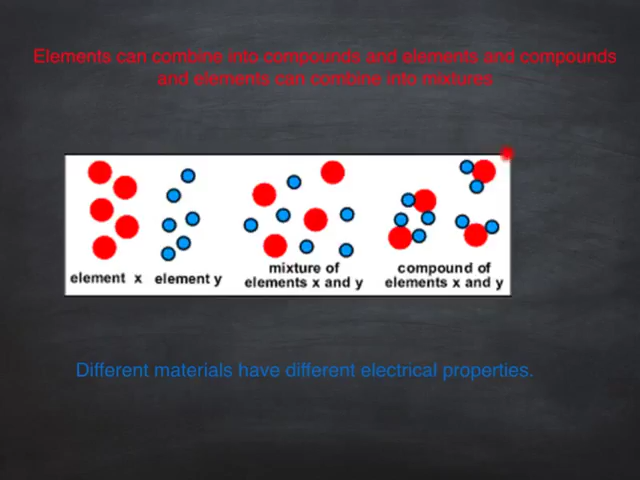 Elements can combine into compounds and elements and compounds
and elements can combine into mixtures
element x
element y
mixture of
elements x and y
compound of
elements x and y
Different materials have different electrical properties.